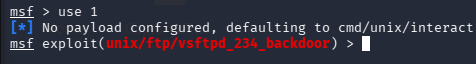 msf > use 1
[*] No payload configured, defaulting to cmd/unix/interact
msf exploit(unix/ftp/vsftpd_234_backdoor) >